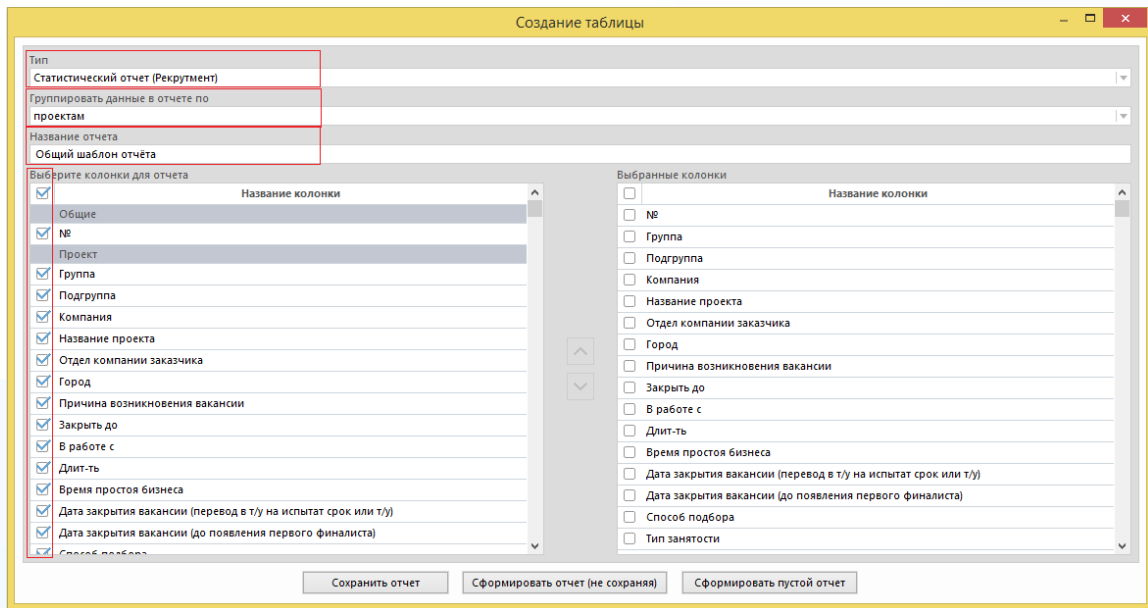 Создание таблицы
Тип
Статистический отчет (Рекрутмент)
Группировать данные в отчете по
проектам
Название отчета
Общий шаблон отчёта
Выберите колонки для отчета
Название колонки
Общие
№
Проект
Группа
Подгруппа
Компания
Название проекта
Отдел компании заказчика
Город
Причина возникновения вакансии
Закрыть до
В работе с
Длит-ть
Время простоя бизнеса
Дата закрытия вакансии (перевод в т/у на испытат срок или т/у)
Дата закрытия вакансии (до появления первого финалиста)
Способ подбора
Выбранные колонки
Название колонки
№
Группа
Подгруппа
Компания
Название проекта
Отдел компании заказчика
Город
Причина возникновения вакансии
Закрыть до
В работе с
Длит-ть
Время простоя бизнеса
Дата закрытия вакансии (перевод в т/у на испытат срок или т/у)
Дата закрытия вакансии (до появления первого финалиста)
Способ подбора
Тип занятости
Сохранить отчет
Сформировать отчет (не сохраняя)
Сформировать пустой отчет